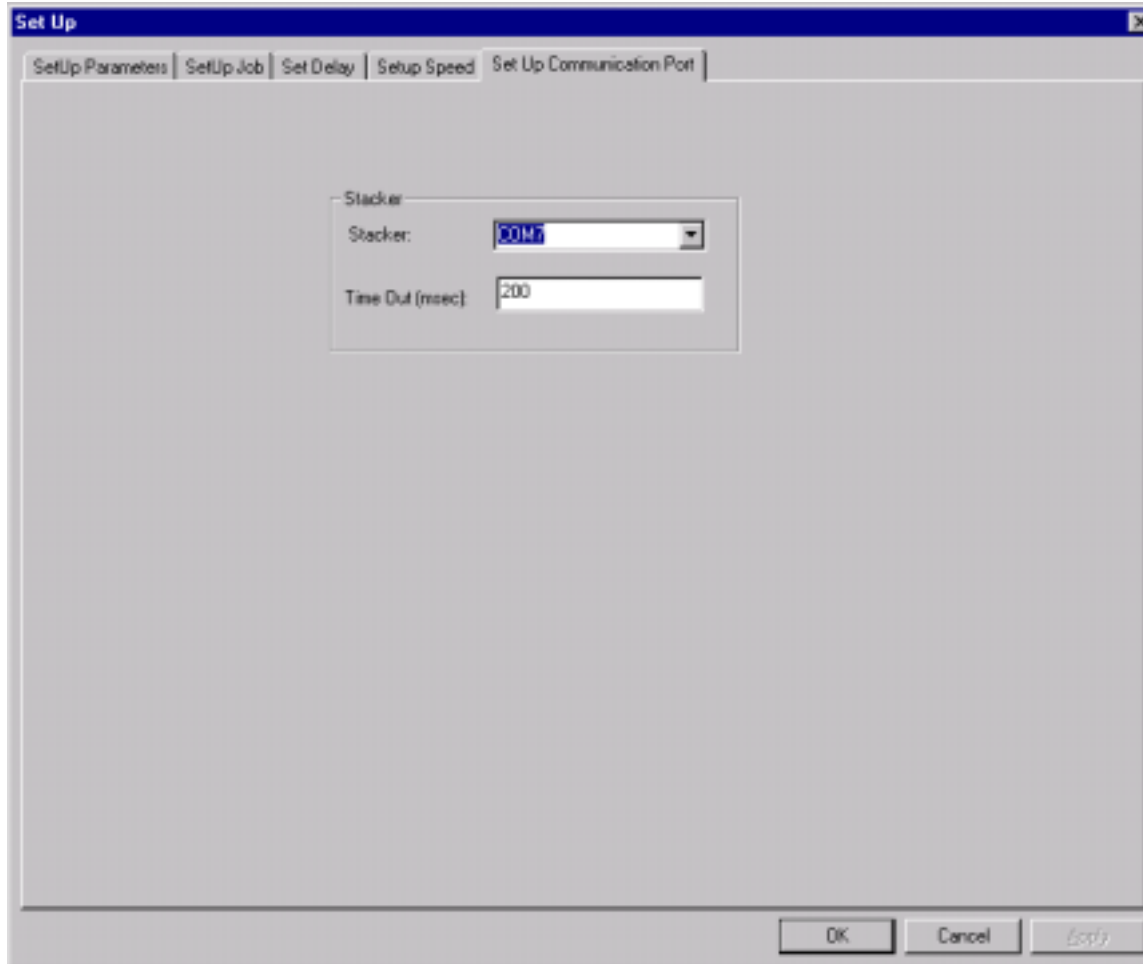 Set Up
SetUp Parameters SetUp Job Set Delay Setup Speed Set Up Communication Port
Stacker
Stacker: COM7
Time Out (msec): 200
OK Cancel Apply